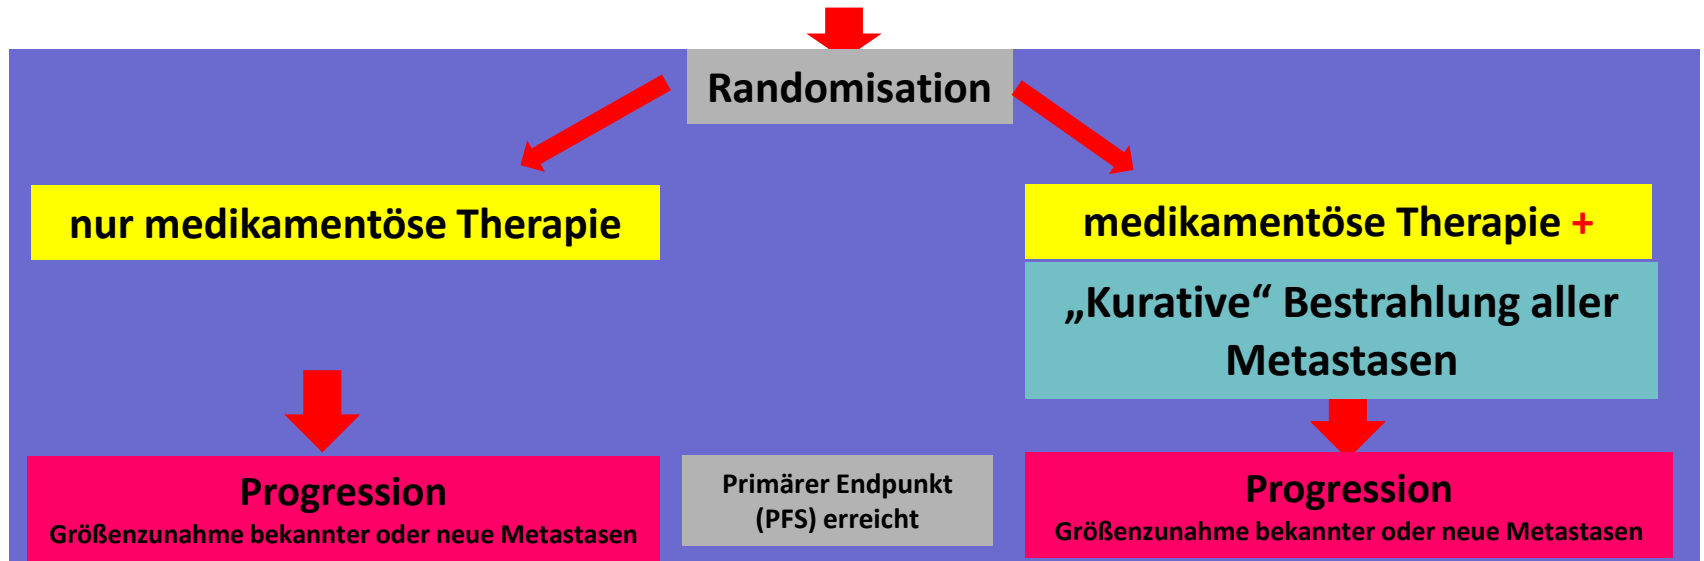 Randomisation
nur medikamentöse Therapie
medikamentöse Therapie +
„Kurative“ Bestrahlung aller
Metastasen
Progression
Größenzunahme bekannter oder neue Metastasen
Primärer Endpunkt
(PFS) erreicht
Progression
Größenzunahme bekannter oder neue Metastasen